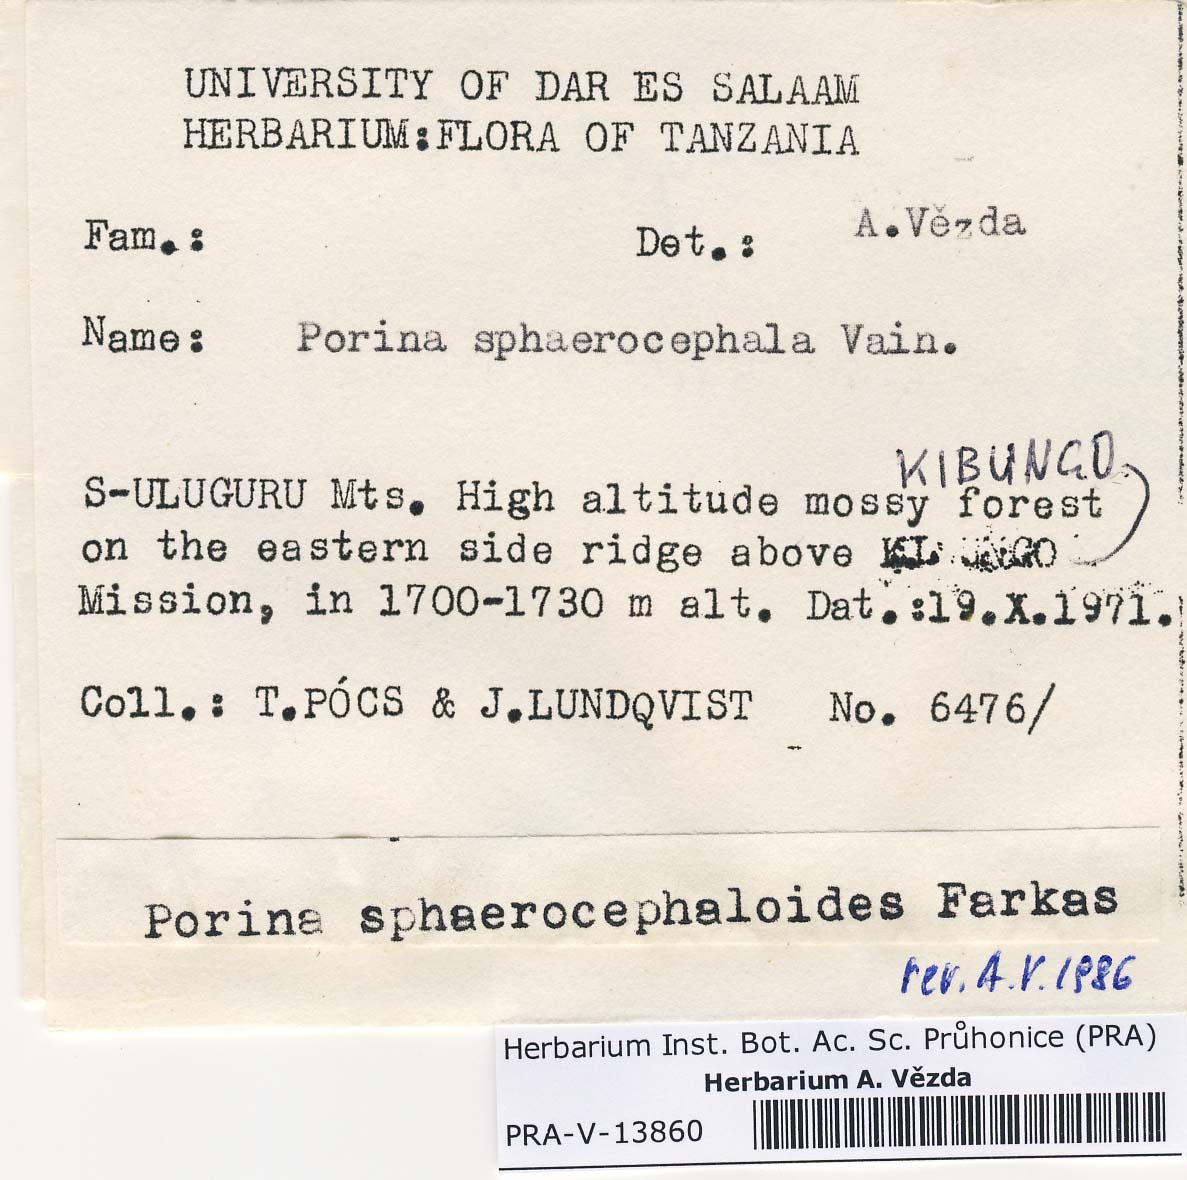 UNIVERSITY OF DAR ES SALAAM
HERBARIUM:FLORA OF TANZANIA
Fam.: Det.: A.Vězda
Name: Porina sphaerocephala Vain.
KIBUNGO
S-ULUGURU Mts. High altitude mossy forest
on the eastern side ridge above
Mission, in 1700-1730 m alt. Dat.:19.X.1971.
Coll.: T.PÓCS & J.LUNDQVIST No. 6476/
Porina sphaerocephaloides Farkas
rev. A.V. 1986
Herbarium Inst. Bot. Ac. Sc. Průhonice (PRA)
Herbarium A. Vězda
PRA-V-13860